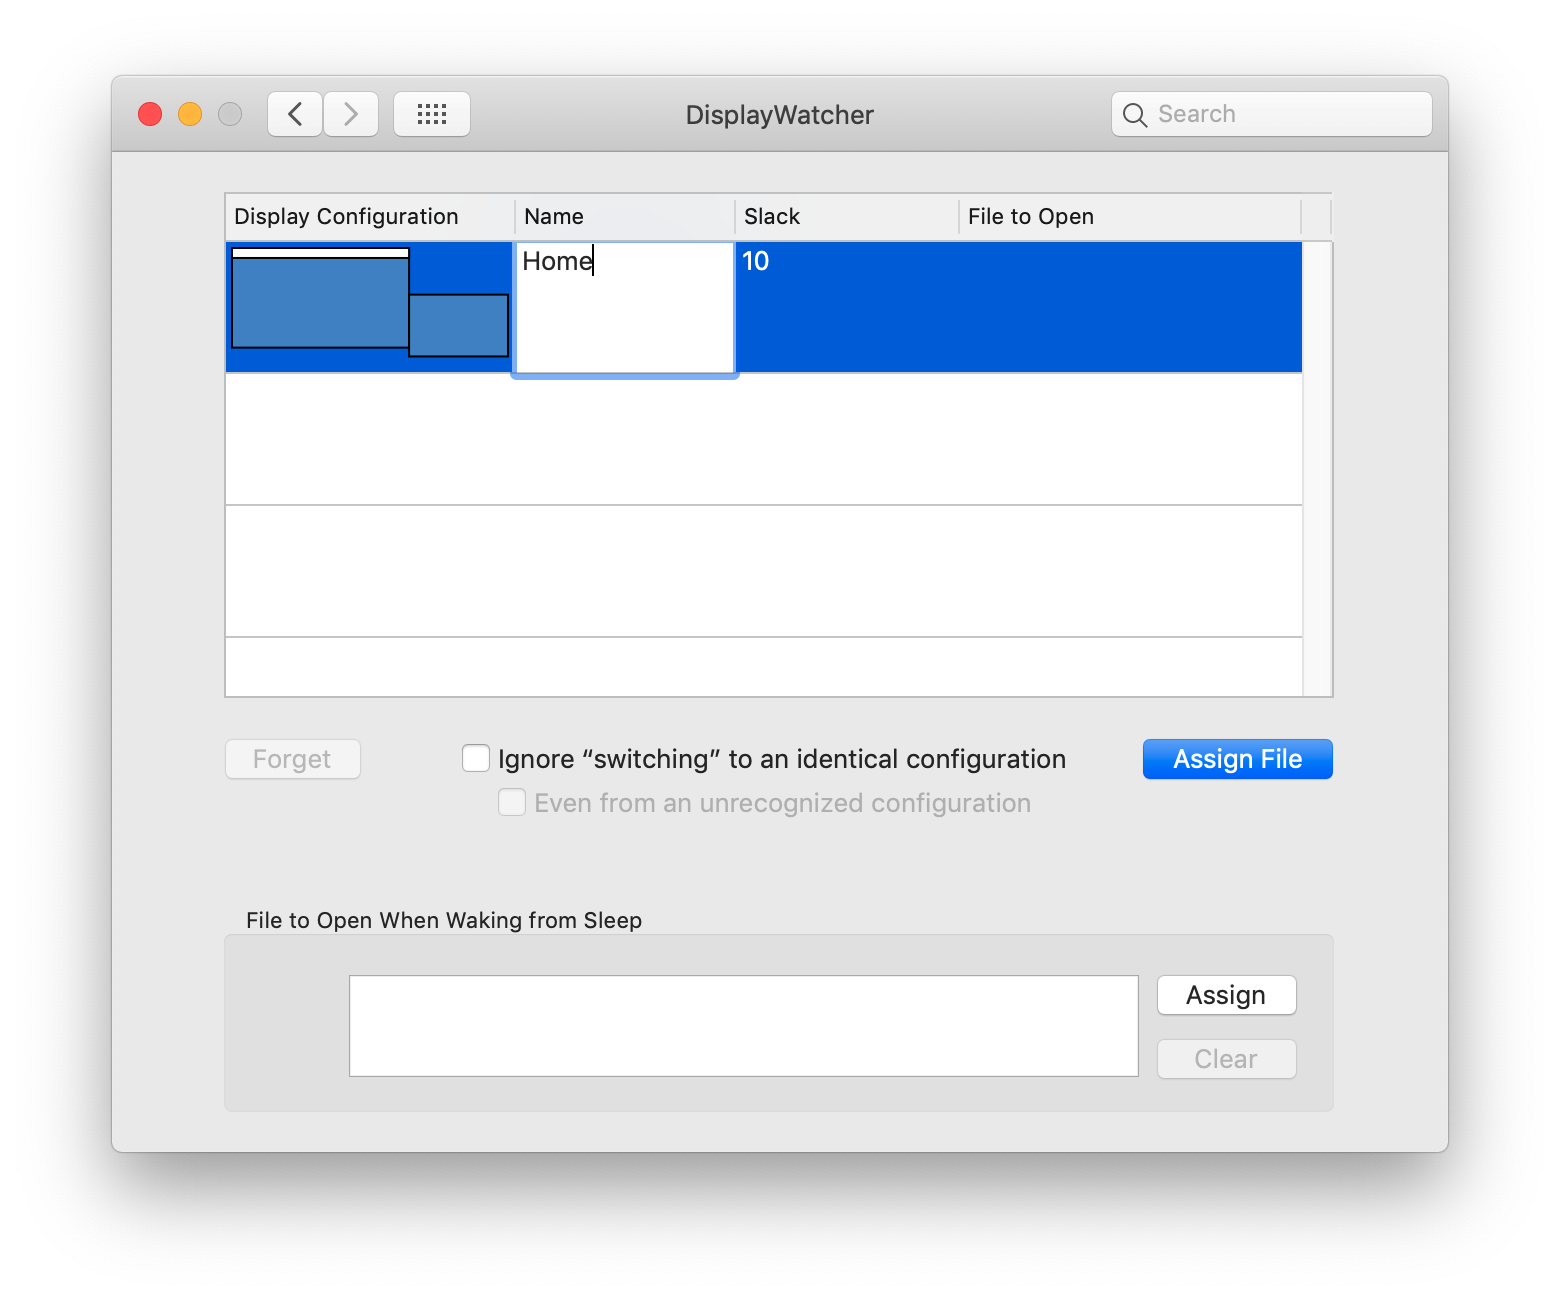 DisplayWatcher
Search
Display Configuration Name Slack File to Open
Home 10
Forget
Ignore “switching” to an identical configuration
Assign File
Even from an unrecognized configuration
File to Open When Waking from Sleep
Assign
Clear